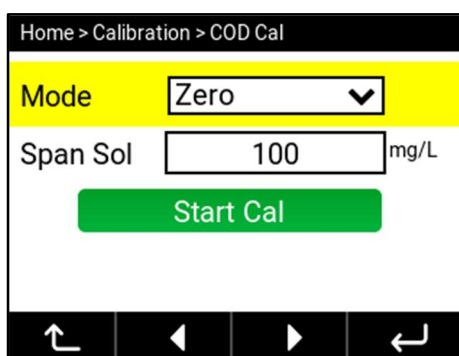 Home > Calibration > COD Cal
Mode Zero
Span Sol 100 mg/L
Start Cal